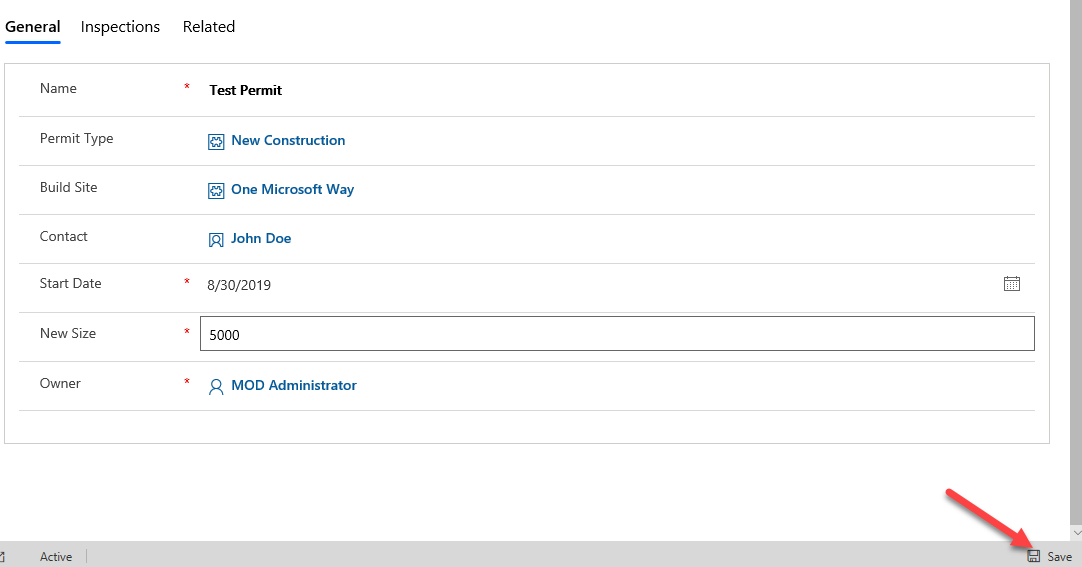 General Inspections Related
Name * Test Permit
Permit Type New Construction
Build Site One Microsoft Way
Contact John Doe
Start Date * 8/30/2019
New Size * 5000
Owner * MOD Administrator
Active Save